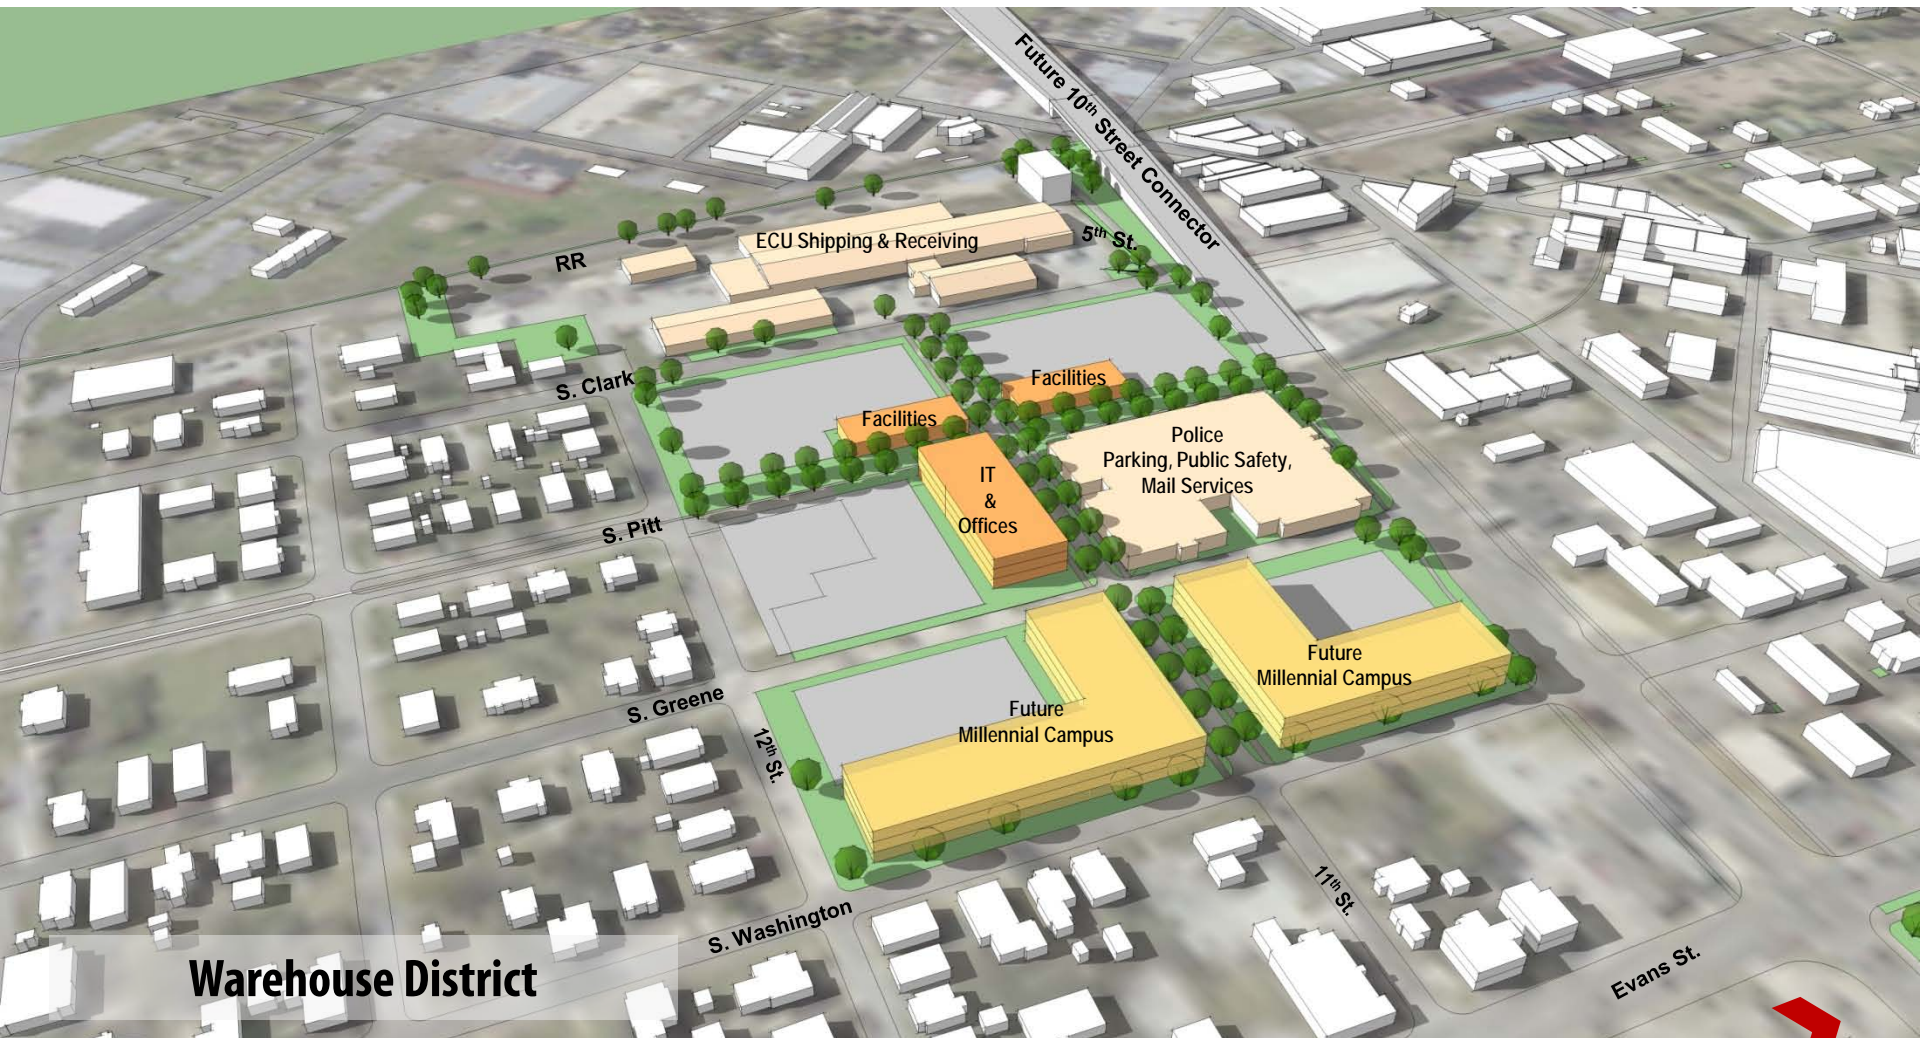 Future 10th Street Connector
5th St.
ECU Shipping & Receiving
RR
S. Clark
Facilities
Facilities
Police
Parking, Public Safety,
Mail Services
IT
&
Offices
S. Pitt
Future
Millennial Campus
Future
Millennial Campus
S. Greene
12th St.
11th St.
S. Washington
Evans St.
Warehouse District